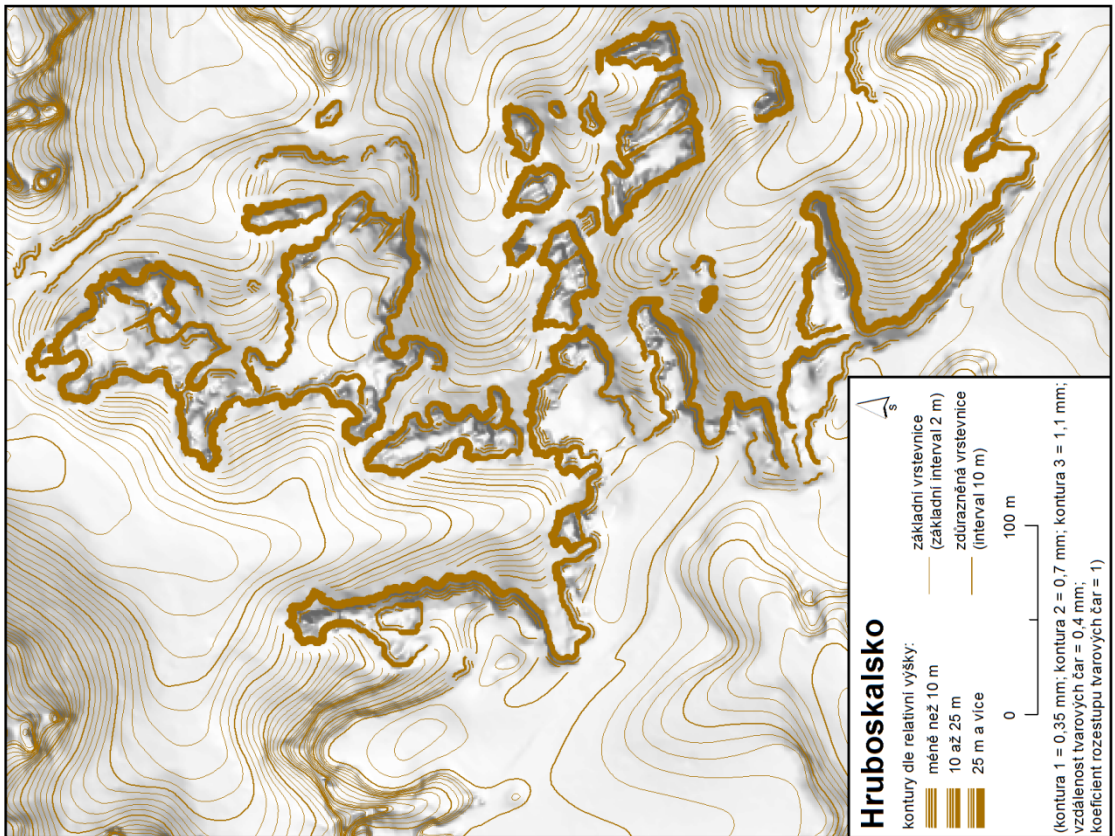 Hruboskalsko
S
Kontury dle relativní výšky:
méně než 10 m
10 až 25 m
25 m a více
základní vrstevnice
(základní interval 2 m)
zdůrazněná vrstevnice
(interval 10 m)
0
100 m
(kontura 1 = 0,35 mm; kontura 2 = 0,7 mm; kontura 3 = 1,1 mm;
vzdálenost tvarových čar = 0,4 mm;
koeficient rozestupu tvarových čar = 1)